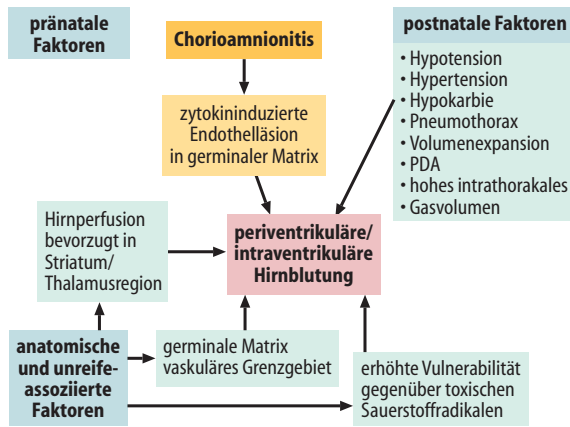 pränatale
Faktoren
Chorioamnionitis
postnatale Faktoren
• Hypotension
• Hypertension
• Hypokarbie
• Pneumothorax
• Volumenexpansion
• PDA
• hohes intrathorakales
• Gasvolumen
zytokininduzierte
Endothelläsion
in germinaler Matrix
Hirnperfusion
bevorzugt in
Striatum/
Thalamusregion
periventrikuläre/
intraventrikuläre
Hirnblutung
anatomische
und unreife-
assoziierte
Faktoren
germinale Matrix
vaskuläres Grenzgebiet
erhöhte Vulnerabilität
gegenüber toxischen
Sauerstoffradikalen